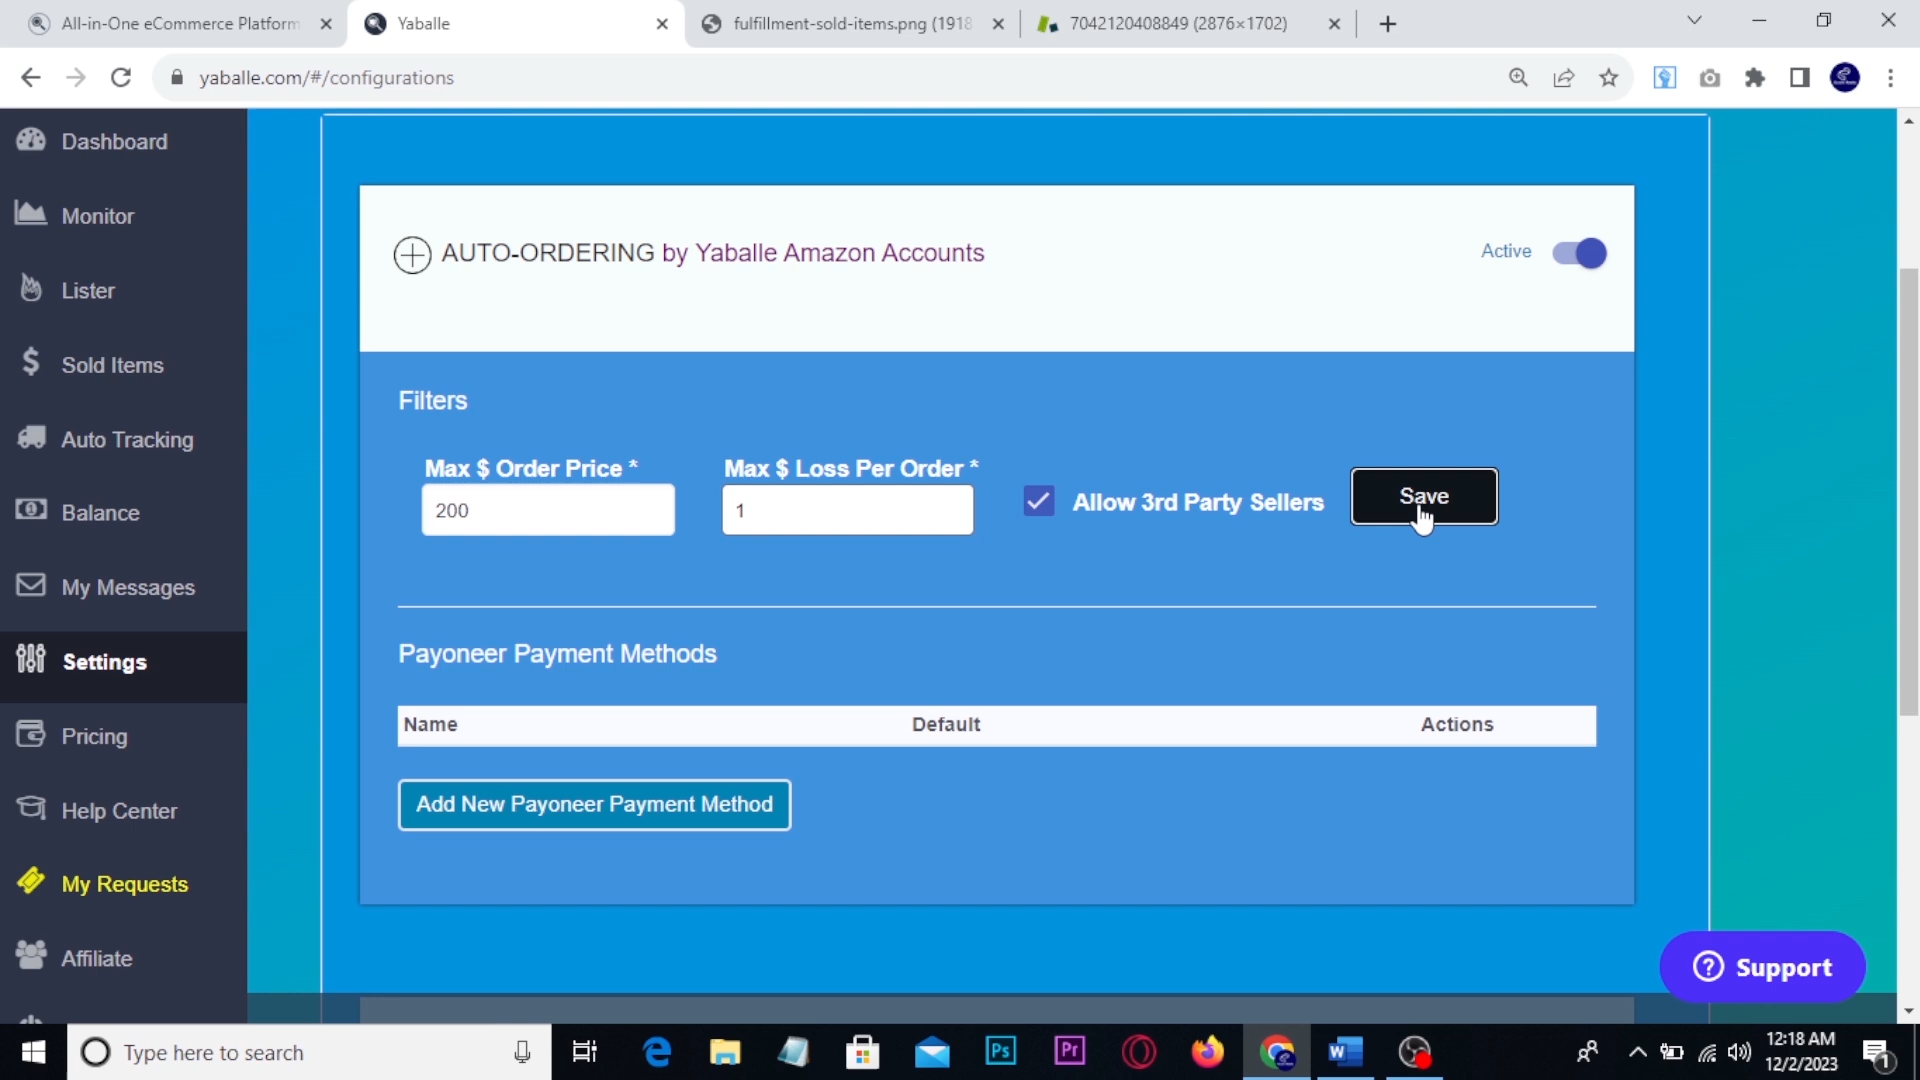 All-in-One eCommerce Platform
Yaballe
fulfillment-sold-items.png (1918
7042120408849 (2876×1702)
yaballe.com/#/configurations
Dashboard
Monitor
Lister
Sold Items
Auto Tracking
Balance
My Messages
Settings
Pricing
Help Center
My Requests
Affiliate
AUTO-ORDERING by Yaballe Amazon Accounts
Active
Filters
Max $ Order Price *
Max $ Loss Per Order *
200
1
Allow 3rd Party Sellers
Save
Payoneer Payment Methods
Name Default Actions
Add New Payoneer Payment Method
Support
Type here to search
Ps
Pr
W
12:18 AM
12/2/2023
1